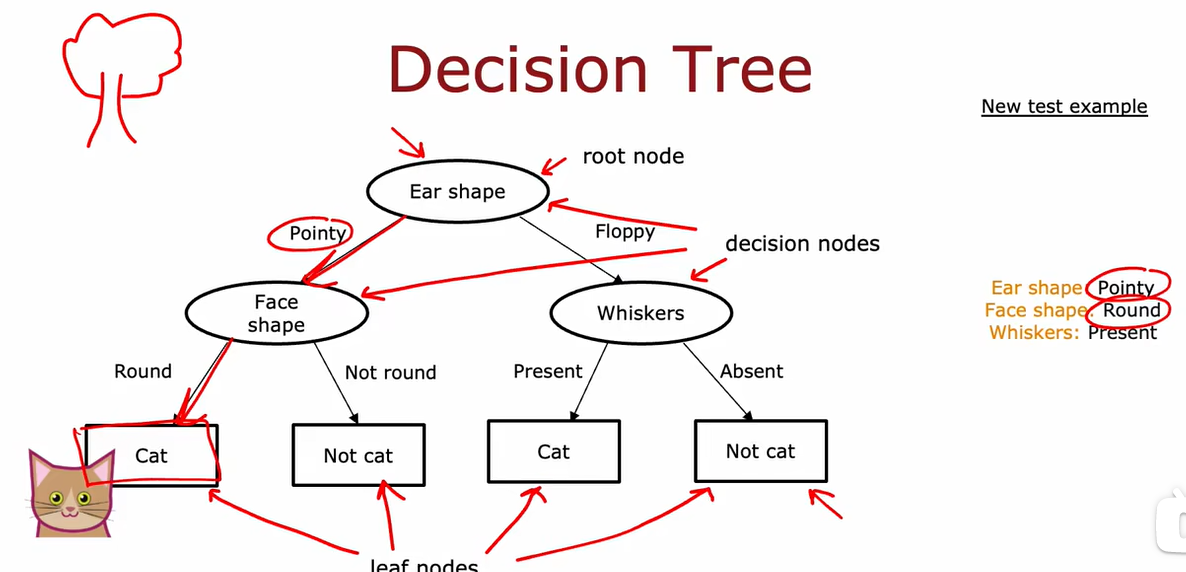 Decision Tree
New test example
root node
Ear shape
Pointy
Floppy
decision nodes
Ear shape: Pointy
Face shape: Round
Whiskers: Present
Face
shape
Whiskers
Round
Not round
Present
Absent
Cat
Not cat
Cat
Not cat
leaf nodes